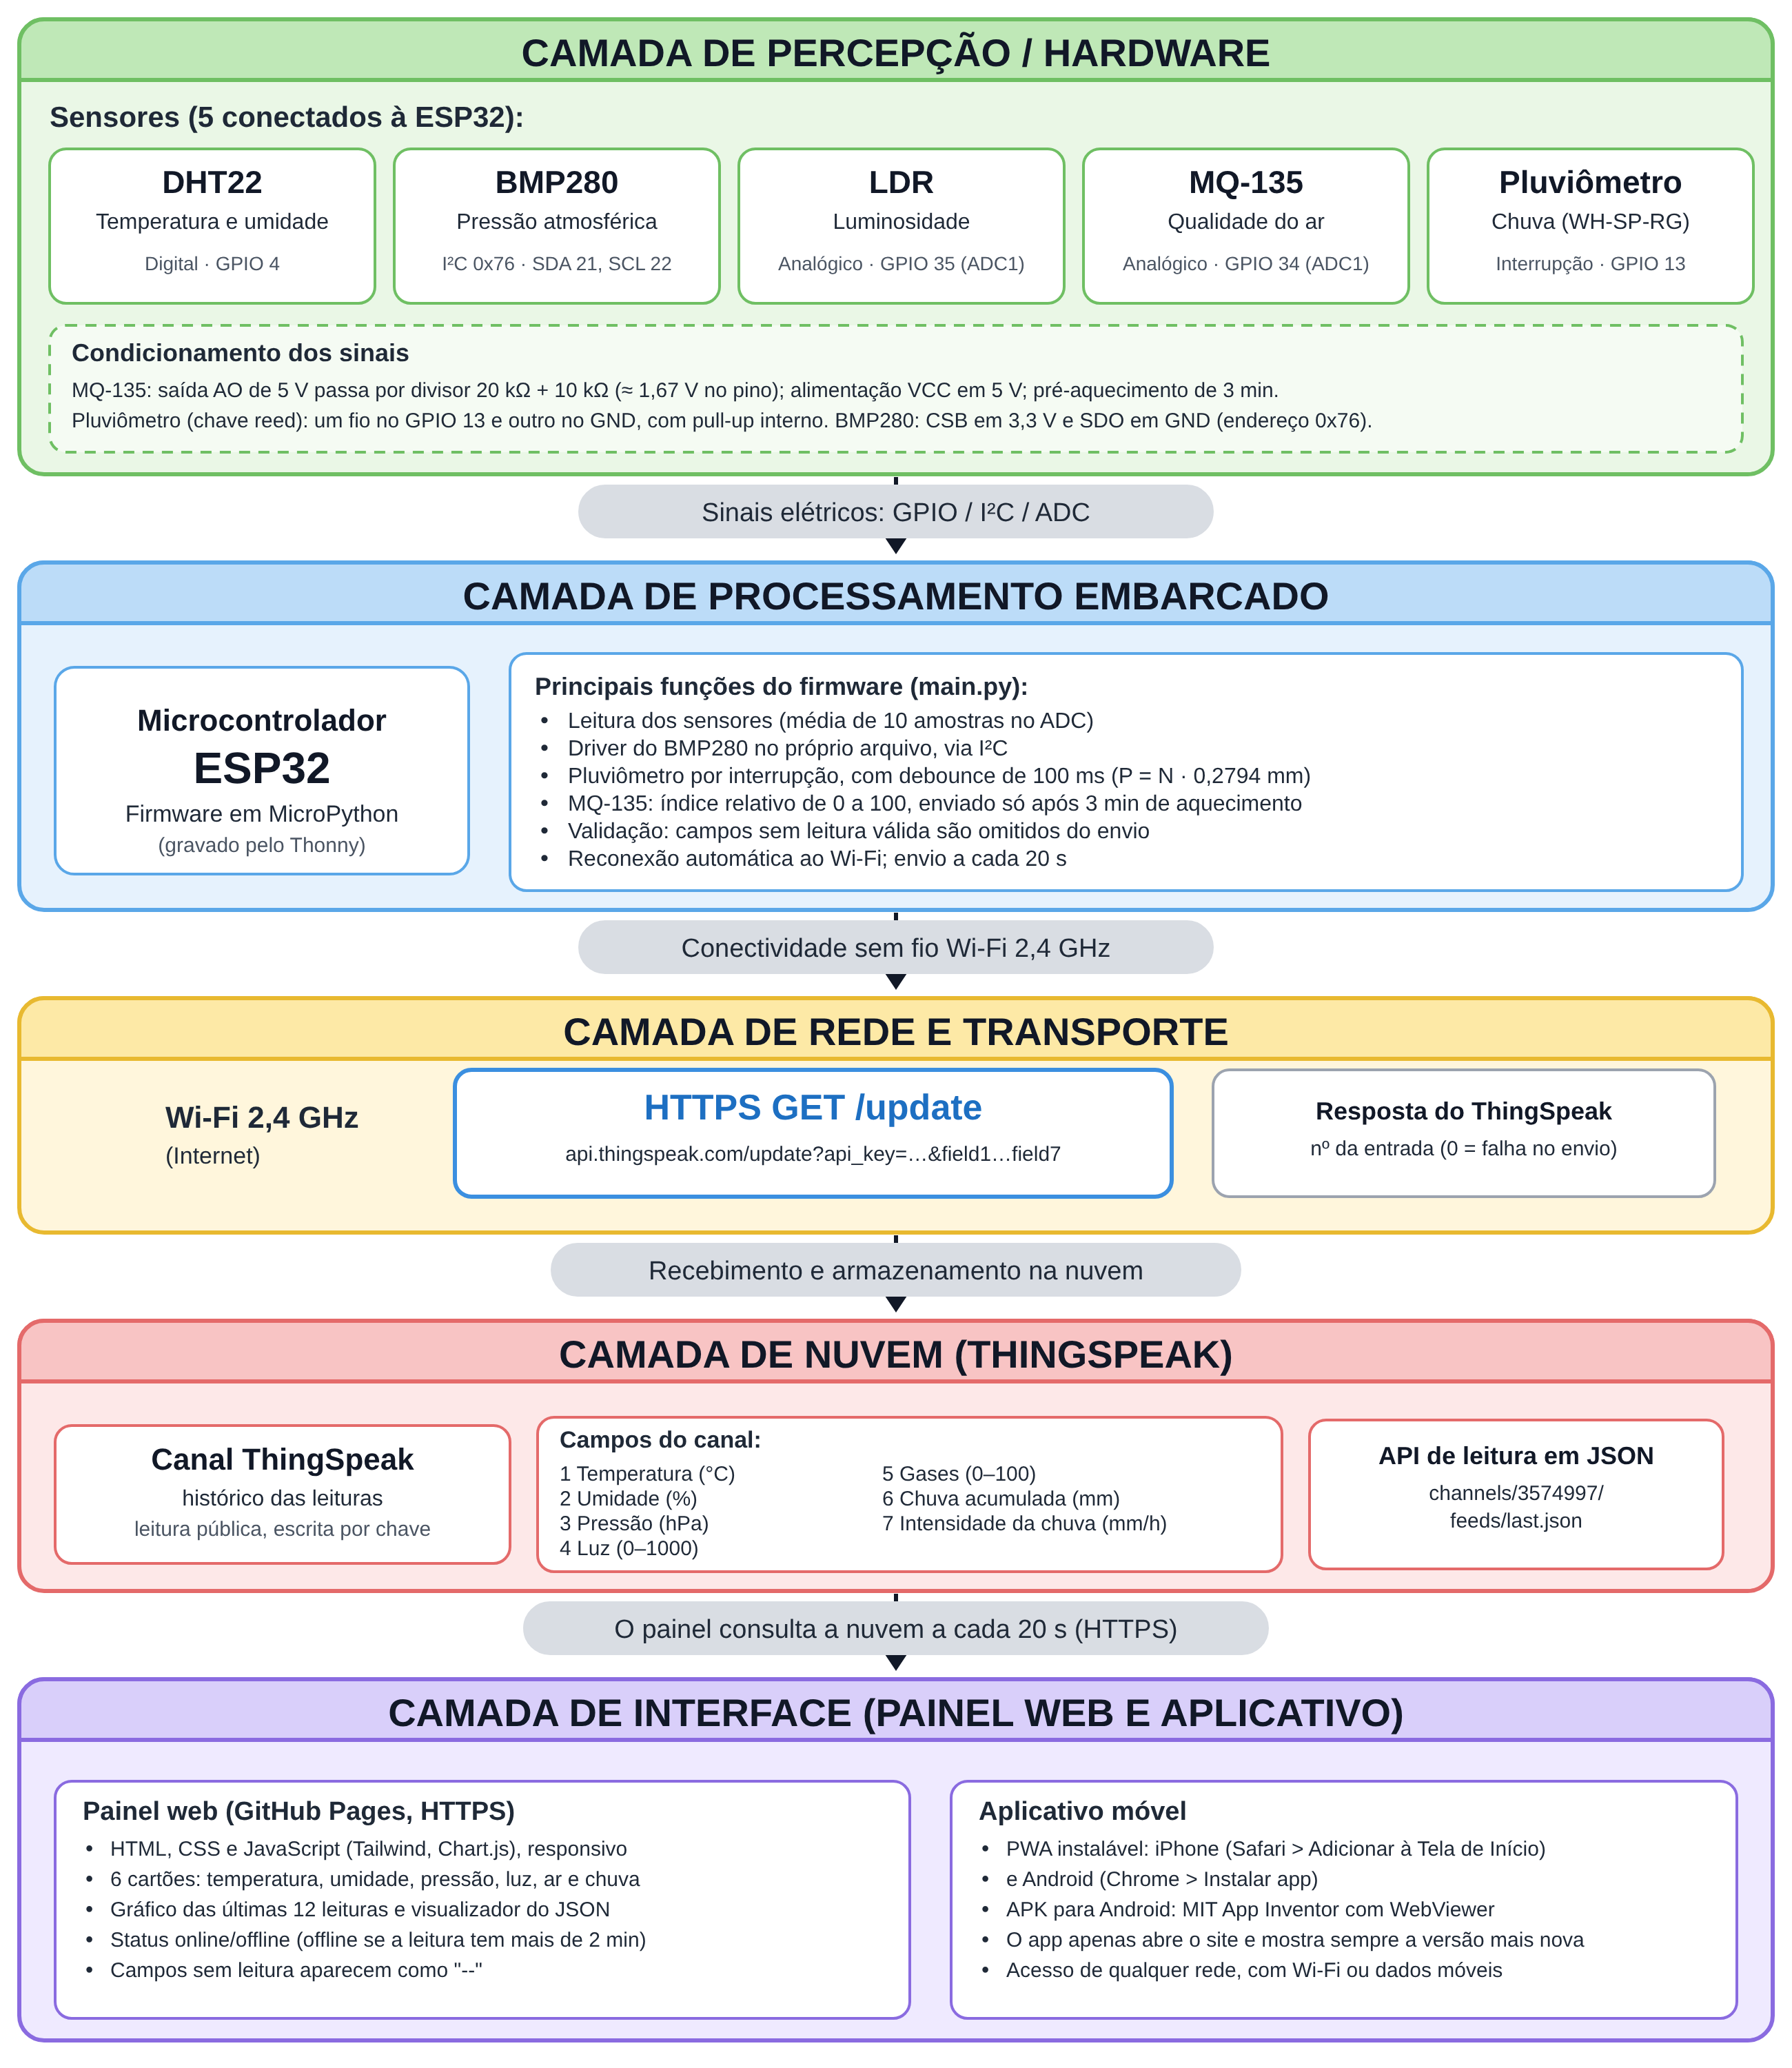 CAMADA DE PERCEPÇÃO / HARDWARE
Sensores (5 conectados à ESP32):
DHT22
Temperatura e umidade
Digital · GPIO 4
BMP280
Pressão atmosférica
I²C 0x76 · SDA 21, SCL 22
LDR
Luminosidade
Analógico · GPIO 35 (ADC1)
MQ-135
Qualidade do ar
Analógico · GPIO 34 (ADC1)
Pluviômetro
Chuva (WH-SP-RG)
Interrupção · GPIO 13
Condicionamento dos sinais
MQ-135: saída AO de 5 V passa por divisor 20 kΩ + 10 kΩ (≈ 1,67 V no pino); alimentação VCC em 5 V; pré-aquecimento de 3 min.
Pluviômetro (chave reed): um fio no GPIO 13 e outro no GND, com pull-up interno. BMP280: CSB em 3,3 V e SDO em GND (endereço 0x76).
Sinais elétricos: GPIO / I²C / ADC
CAMADA DE PROCESSAMENTO EMBARCADO
Microcontrolador
ESP32
Firmware em MicroPython
(gravado pelo Thonny)
Principais funções do firmware (main.py):
• Leitura dos sensores (média de 10 amostras no ADC)
• Driver do BMP280 no próprio arquivo, via I²C
• Pluviômetro por interrupção, com debounce de 100 ms (P = N · 0,2794 mm)
• MQ-135: índice relativo de 0 a 100, enviado só após 3 min de aquecimento
• Validação: campos sem leitura válida são omitidos do envio
• Reconexão automática ao Wi-Fi; envio a cada 20 s
Conectividade sem fio Wi-Fi 2,4 GHz
CAMADA DE REDE E TRANSPORTE
Wi-Fi 2,4 GHz
(Internet)
HTTPS GET /update
api.thingspeak.com/update?api_key=…&field1…field7
Resposta do ThingSpeak
nº da entrada (0 = falha no envio)
Recebimento e armazenamento na nuvem
CAMADA DE NUVEM (THINGSPEAK)
Canal ThingSpeak
histórico das leituras
leitura pública, escrita por chave
Campos do canal:
1 Temperatura (°C)
2 Umidade (%)
3 Pressão (hPa)
4 Luz (0–1000)
5 Gases (0–100)
6 Chuva acumulada (mm)
7 Intensidade da chuva (mm/h)
API de leitura em JSON
channels/3574997/
feeds/last.json
O painel consulta a nuvem a cada 20 s (HTTPS)
CAMADA DE INTERFACE (PAINEL WEB E APLICATIVO)
Painel web (GitHub Pages, HTTPS)
• HTML, CSS e JavaScript (Tailwind, Chart.js), responsivo
• 6 cartões: temperatura, umidade, pressão, luz, ar e chuva
• Gráfico das últimas 12 leituras e visualizador do JSON
• Status online/offline (offline se a leitura tem mais de 2 min)
• Campos sem leitura aparecem como "--"
Aplicativo móvel
• PWA instalável: iPhone (Safari > Adicionar à Tela de Início)
• e Android (Chrome > Instalar app)
• APK para Android: MIT App Inventor com WebViewer
• O app apenas abre o site e mostra sempre a versão mais nova
• Acesso de qualquer rede, com Wi-Fi ou dados móveis